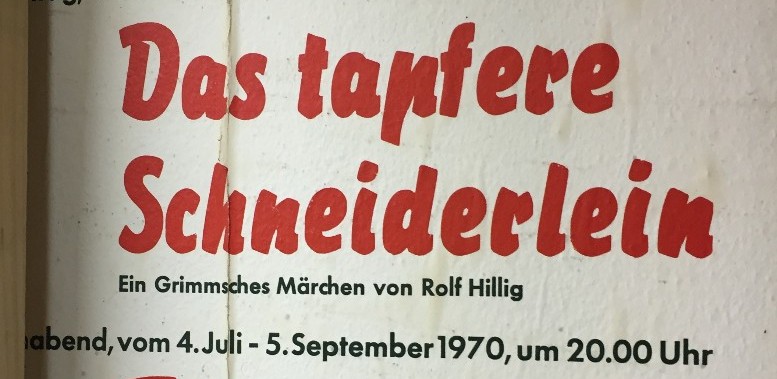 Das tapfere
Schneiderlein
Ein Grimmsches Märchen von Rolf Hillig
abend, vom 4. Juli - 5. September 1970, um 20.00 Uhr